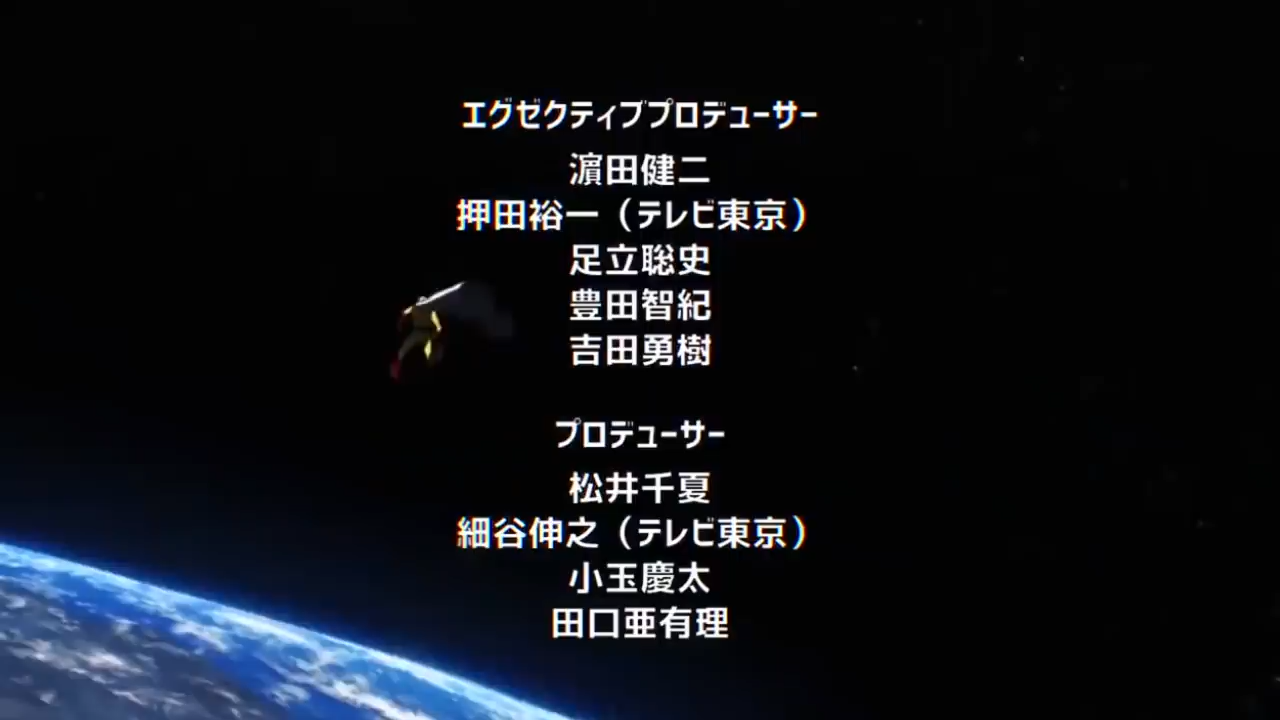 エグゼクティブプロデューサー
濵田健二
押田裕一（テレビ東京）
足立聡史
豊田智紀
吉田勇樹
プロデューサー
松井千夏
細谷伸之（テレビ東京）
小玉慶太
田口亜有理